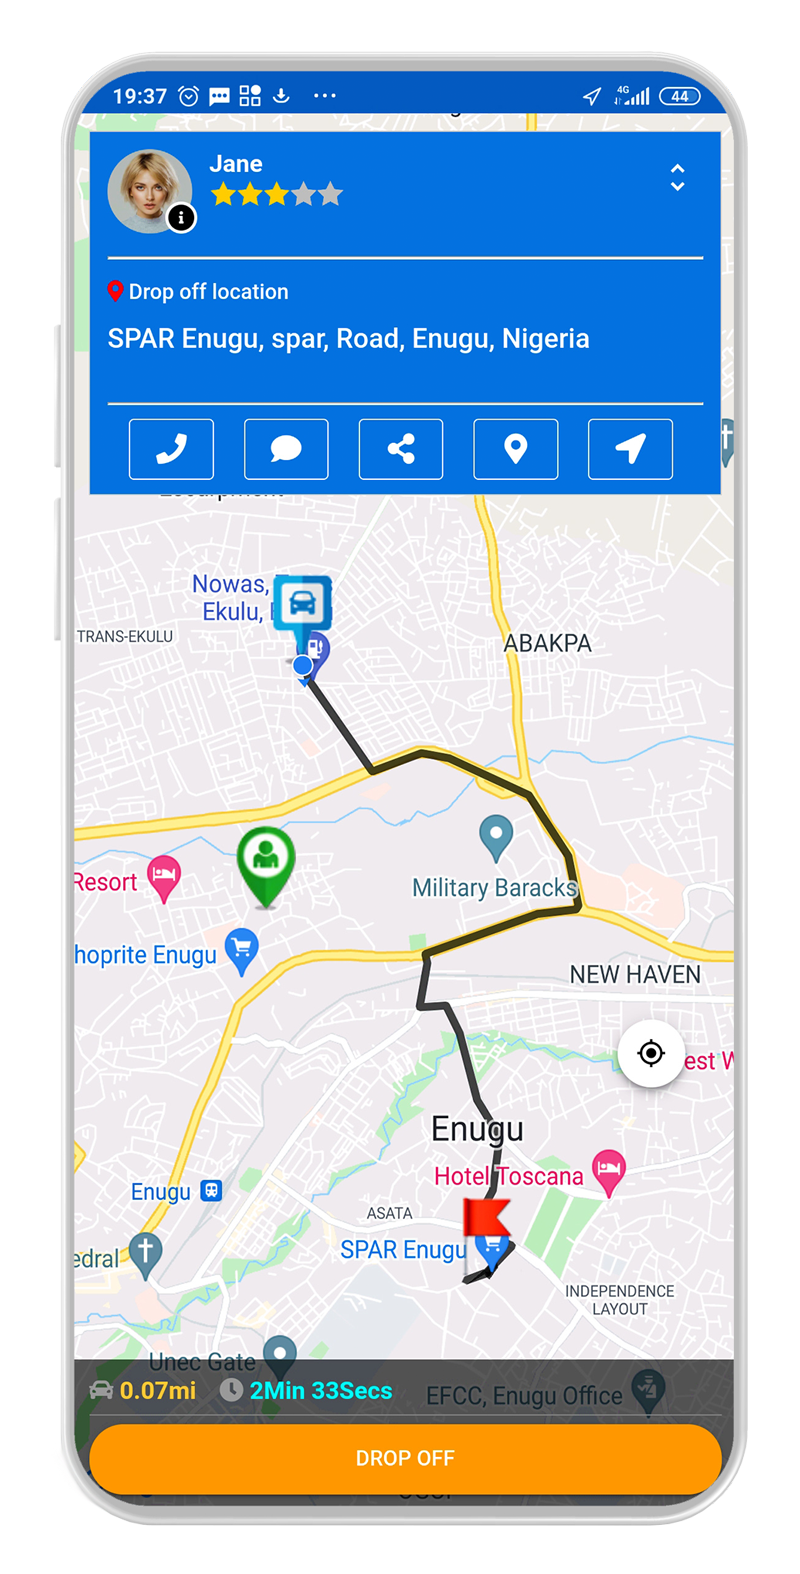 19:37
4G
44
Jane
Drop off location
SPAR Enugu, spar, Road, Enugu, Nigeria
Nowas,
Ekulu,
TRANS-EKULU
ABAKPA
Military Baracks
Resort
hoprite Enugu
NEW HAVEN
est W
Enugu
Hotel Toscana
Enugu
ASATA
SPAR Enugu
edral
INDEPENDENCE
LAYOUT
Unec Gate
0.07mi
2Min 33Secs
EFCC, Enugu Office
DROP OFF